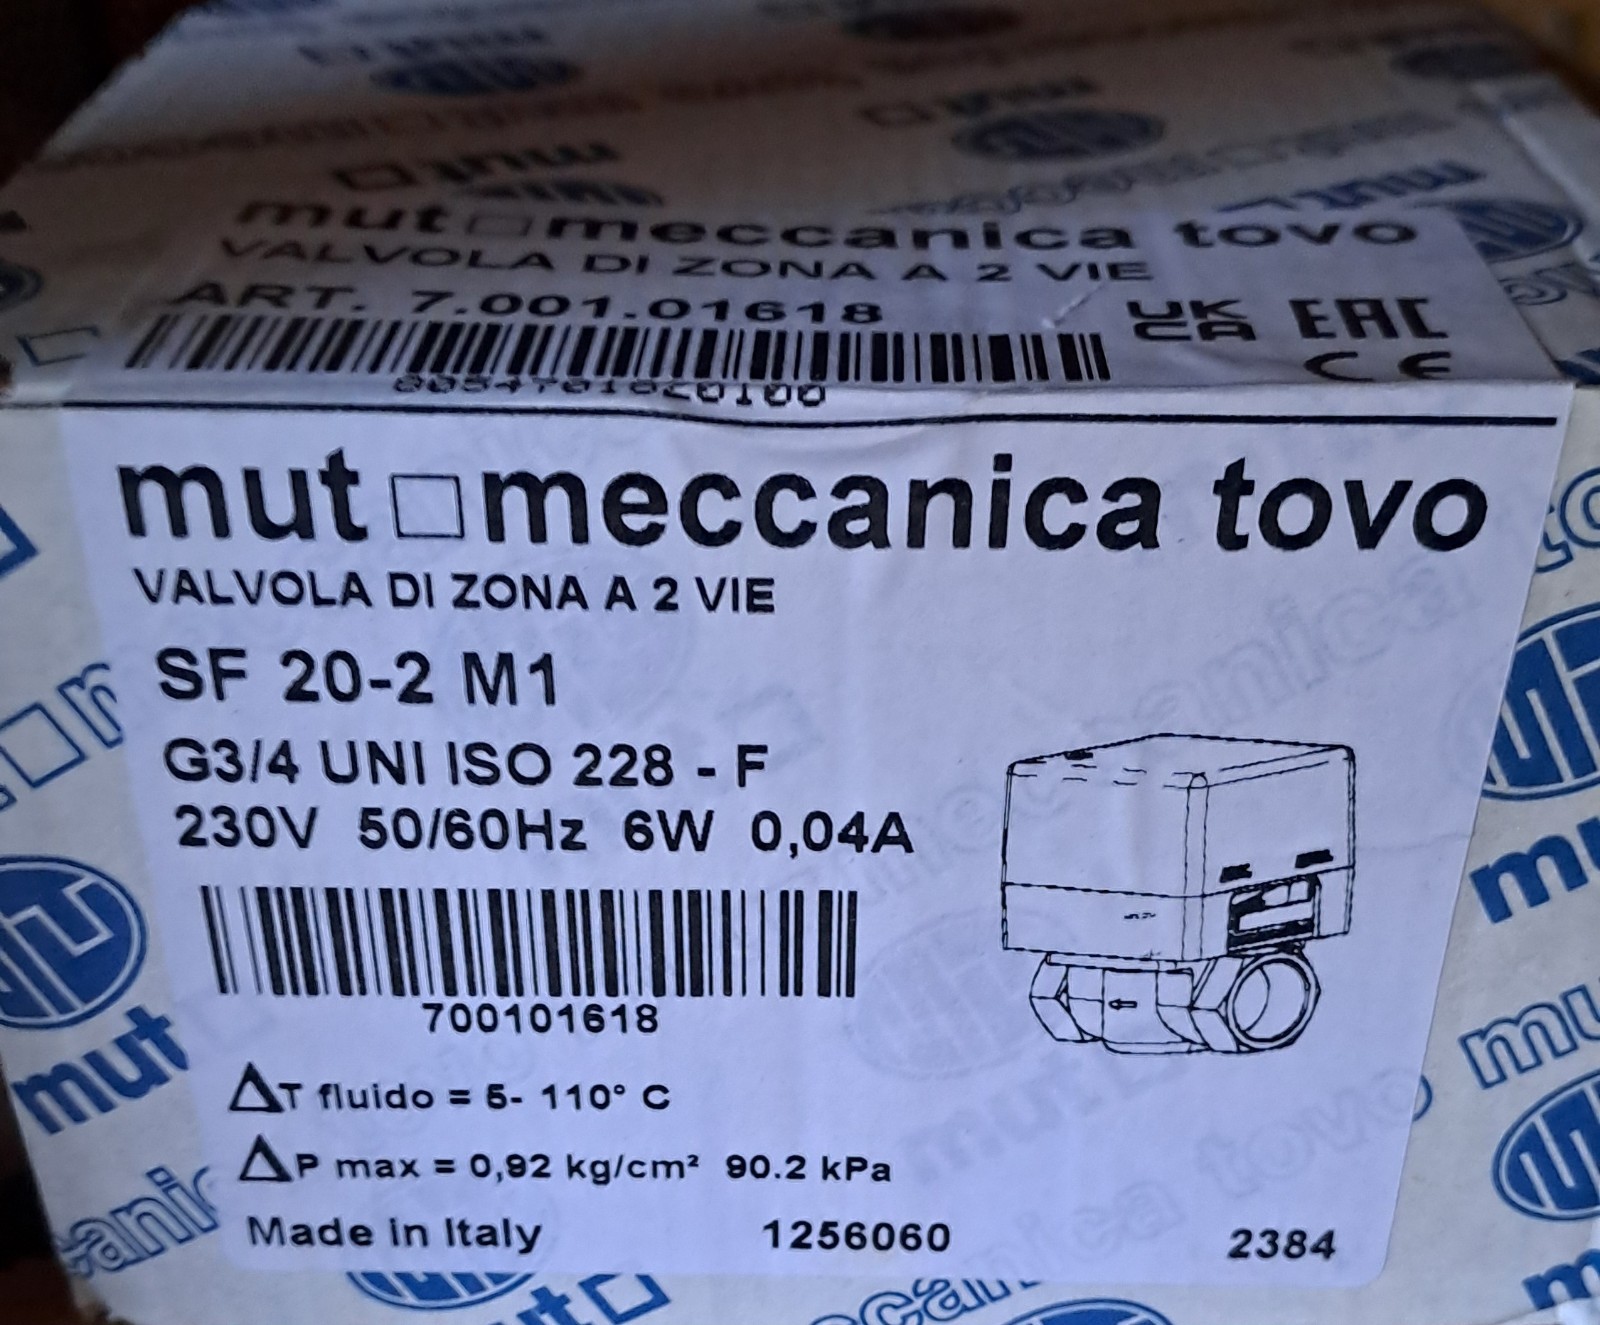 mut meccanica tovo
VALVOLA DI ZONA A 2 VIE
ART. 7.001.01618
UK
CA
EAC
CE
mut meccanica tovo
VALVOLA DI ZONA A 2 VIE
SF 20-2 M1
G3/4 UNI ISO 228 - F
230V 50/60Hz 6W 0,04A
700101618
ΔT fluido = 5- 110° C
ΔP max = 0,92 kg/cm² 90.2 kPa
Made in Italy 1256060 2384
mut
mut